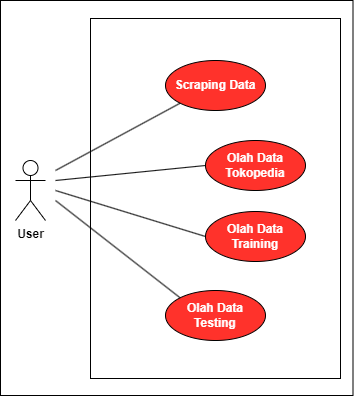 Scraping Data
Olah Data
Tokopedia
User
Olah Data
Training
Olah Data
Testing